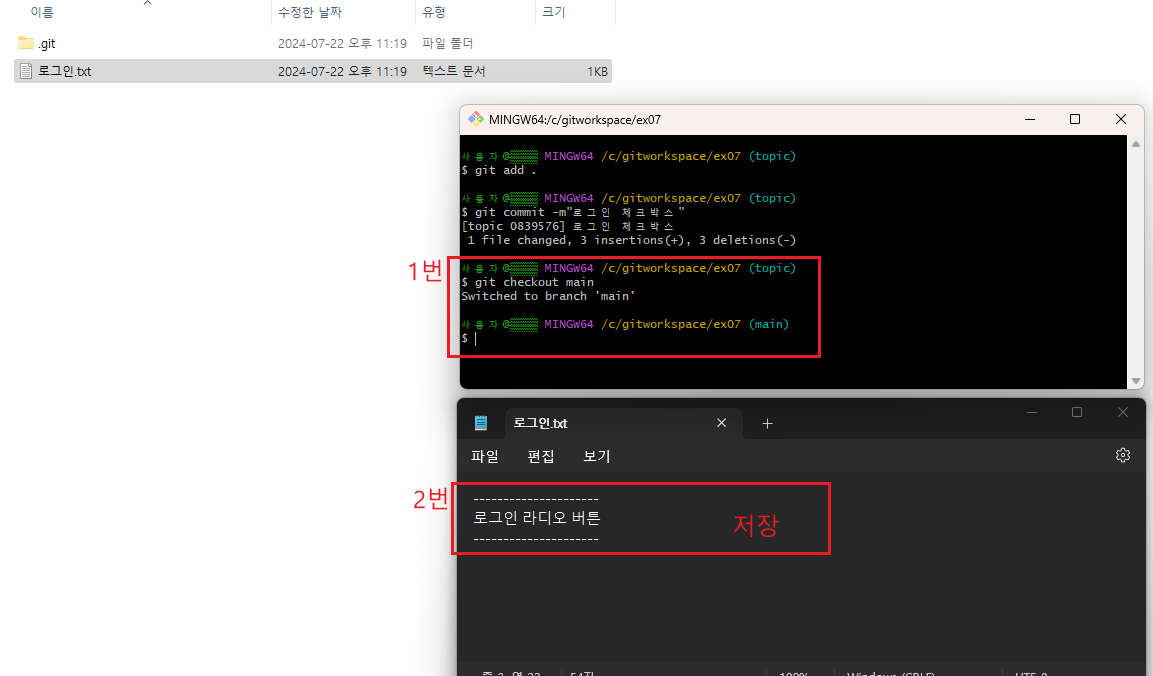 이름 수정한 날짜 유형 크기
.git 2024-07-22 오후 11:19 파일 폴더
로그인.txt 2024-07-22 오후 11:19 텍스트 문서 1KB
MINGW64:/c/gitworkspace/ex07
사용자@▒▒▒▒ MINGW64 /c/gitworkspace/ex07 (topic)
$ git add .
사용자@▒▒▒▒ MINGW64 /c/gitworkspace/ex07 (topic)
$ git commit -m"로그인 체크박스"
[topic 0839576] 로그인 체크박스
1 file changed, 3 insertions(+), 3 deletions(-)
1번
사용자@▒▒▒▒ MINGW64 /c/gitworkspace/ex07 (topic)
$ git checkout main
Switched to branch 'main'
사용자@▒▒▒▒ MINGW64 /c/gitworkspace/ex07 (main)
$
로그인.txt
파일 편집 보기
2번
---------------------
로그인 라디오 버튼
저장
---------------------
100% Windows (CRLF) UTF-8